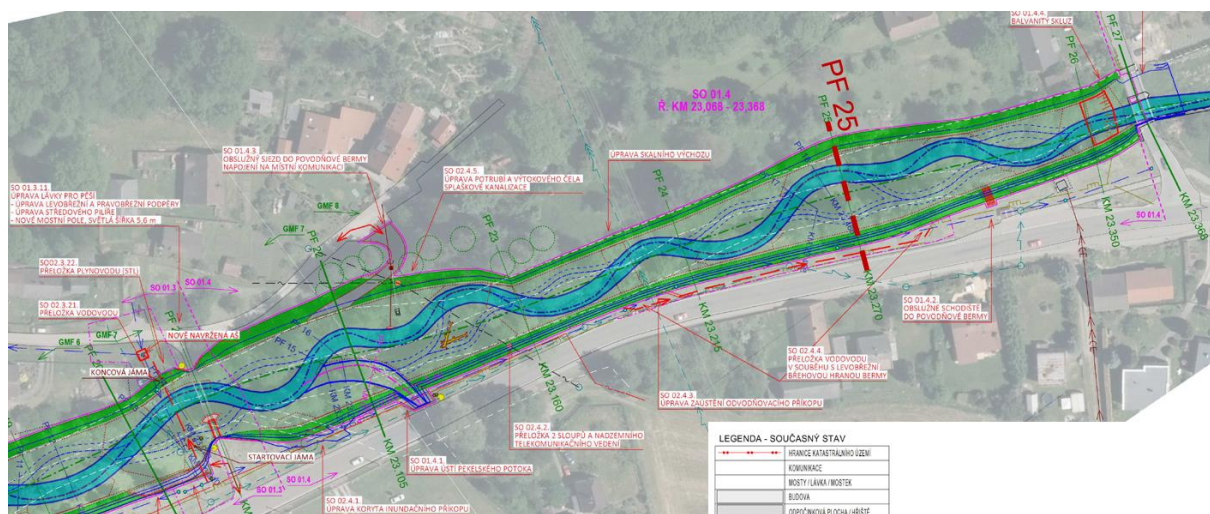 SO 01.4.4.
BALVANITÝ SKLUZ
PF 27
PF 26
PF 25
PF 25
SO 01.4
Ř. KM 23,068 - 23,368
SO 01.4.3.
OBSLUŽNÝ SJEZD DO POVODŇOVÉ BERMY
NAPOJENÍ NA MÍSTNÍ KOMUNIKACI
SO 02.4.5.
ÚPRAVA POTRUBÍ A VÝTOKOVÉHO ČELA
SPLAŠKOVÉ KANALIZACE
ÚPRAVA SKALNÍHO VÝCHOZU
SO 01.3.11.
ÚPRAVA LÁVKY PRO PĚŠÍ
- ÚPRAVA LEVOBŘEŽNÍ A PRAVOBŘEŽNÍ PODPĚRY
- ÚPRAVA STŘEDOVÉHO PILÍŘE
- NOVÉ MOSTNÍ POLE, SVĚTLÁ ŠÍŘKA 5,6 m
GMF 8
GMF 7
PF 24
PF 23
PF 22
SO02.3.22.
PŘELOŽKA PLYNOVODU (STL)
SO 01.3
SO 01.4
SO 02.3.21.
PŘELOŽKA VODOVODU
GMF 7
GMF 6
NOVĚ NAVRŽENÁ AŠ
KONCOVÁ JÁMA
16
PF 15
KM 23.350
KM 23.368
SO 01.4
KM 23.270
KM 23.215
KM 23.160
KM 23.105
SO 01.4.2.
OBSLUŽNÉ SCHODIŠTĚ
DO POVODŇOVÉ BERMY
SO 02.4.4.
PŘELOŽKA VODOVODU
V SOUBĚHU S LEVOBŘEŽNÍ
BŘEHOVOU HRANOU BERMY
SO 02.4.3.
ÚPRAVA ZAÚSTĚNÍ ODVODŇOVACÍHO PŘÍKOPU
SO 02.4.2.
PŘELOŽKA 2 SLOUPŮ A NADZEMNÍHO
TELEKOMUNIKAČNÍHO VEDENÍ
SO 01.4.1.
ÚPRAVA ÚSTÍ PEKELSKÉHO POTOKA
STARTOVACÍ JÁMA
SO 01.3
SO 01.4
SO 02.4.1.
ÚPRAVA KORYTA INUNDAČNÍHO PŘÍKOPU
LEGENDA - SOUČASNÝ STAV
HRANICE KATASTRÁLNÍHO ÚZEMÍ
KOMUNIKACE
MOSTY / LÁVKA / MOSTEK
BUDOVA
ODPOČINKOVÁ PLOCHA / HŘIŠTĚ